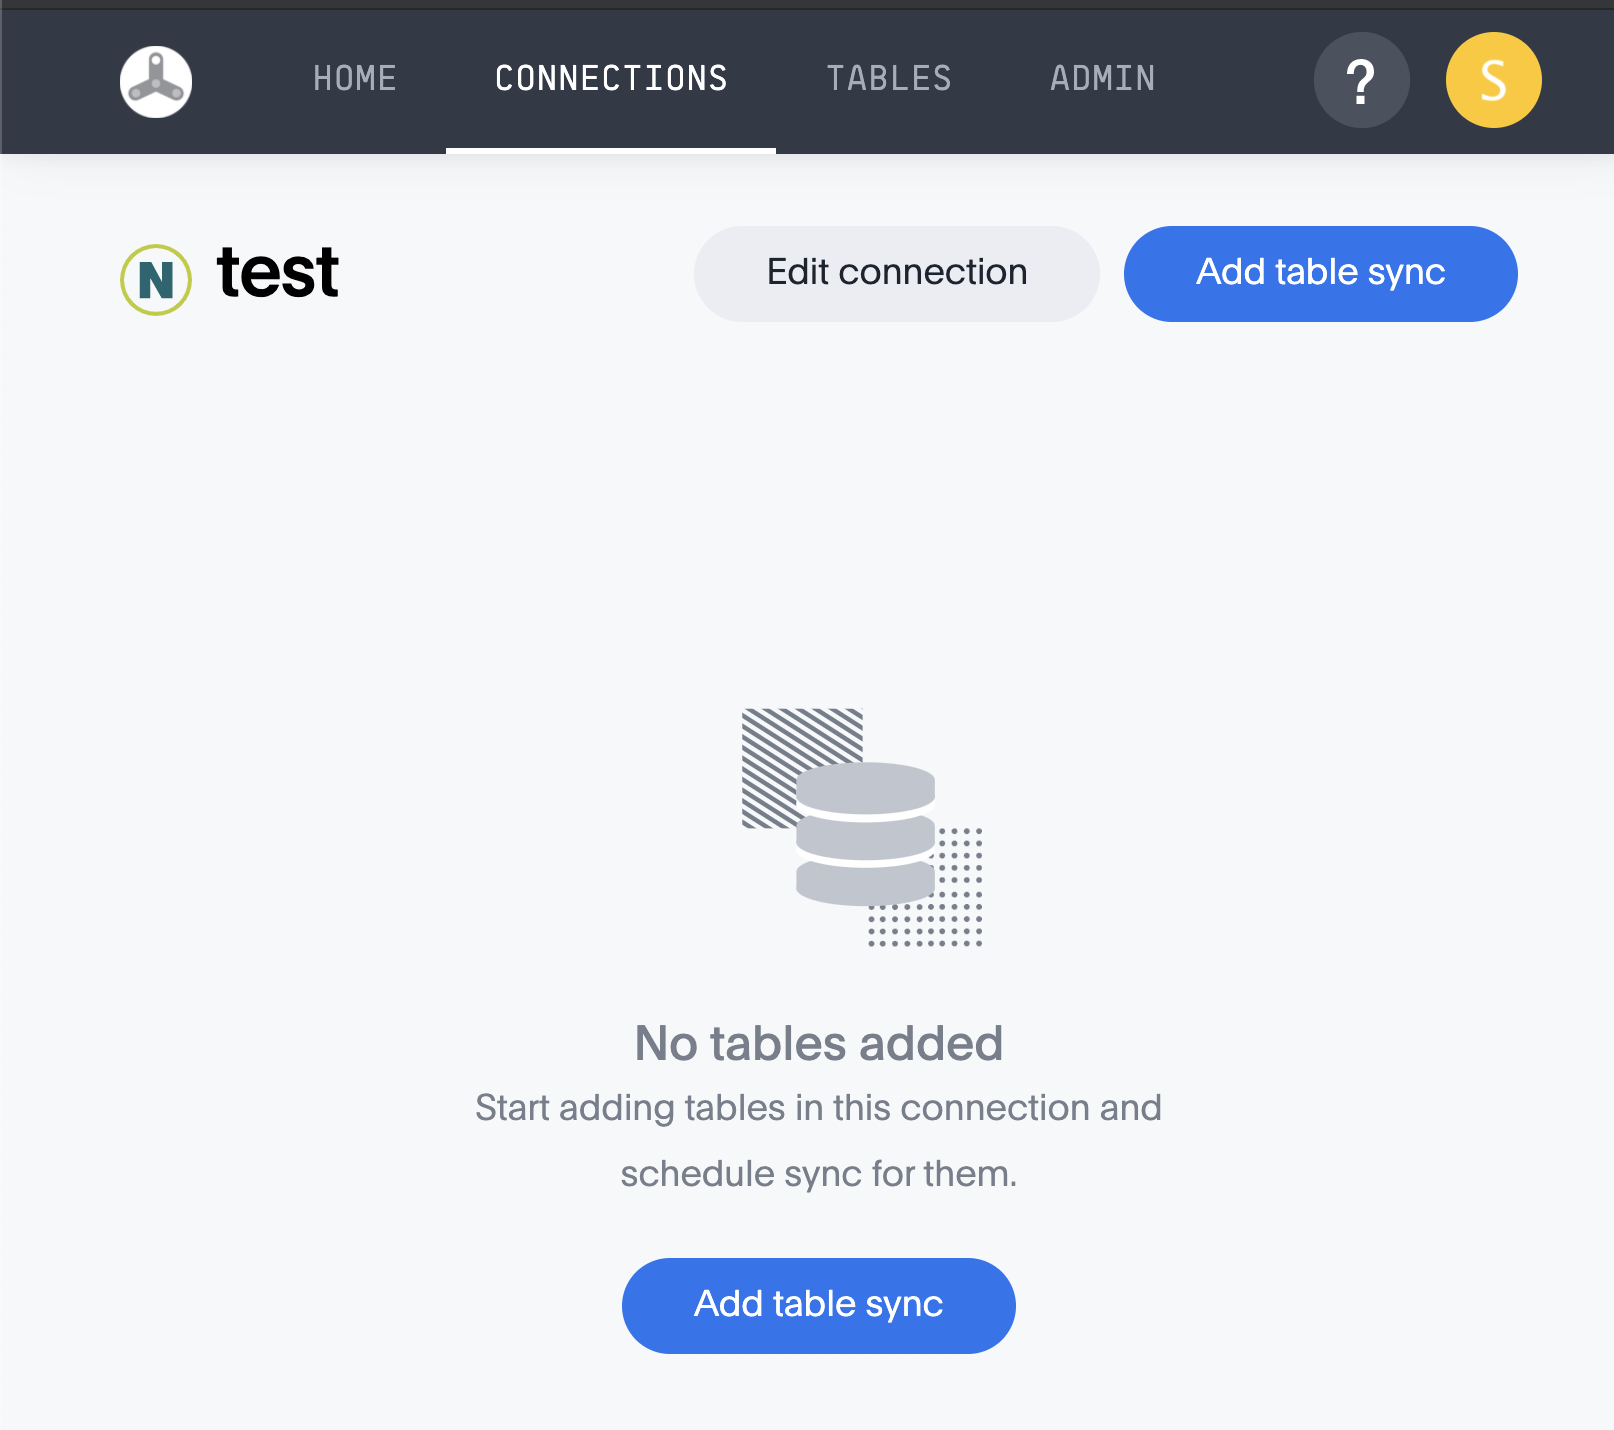 HOME CONNECTIONS TABLES ADMIN ? S
N test Edit connection Add table sync
No tables added
Start adding tables in this connection and
schedule sync for them.
Add table sync